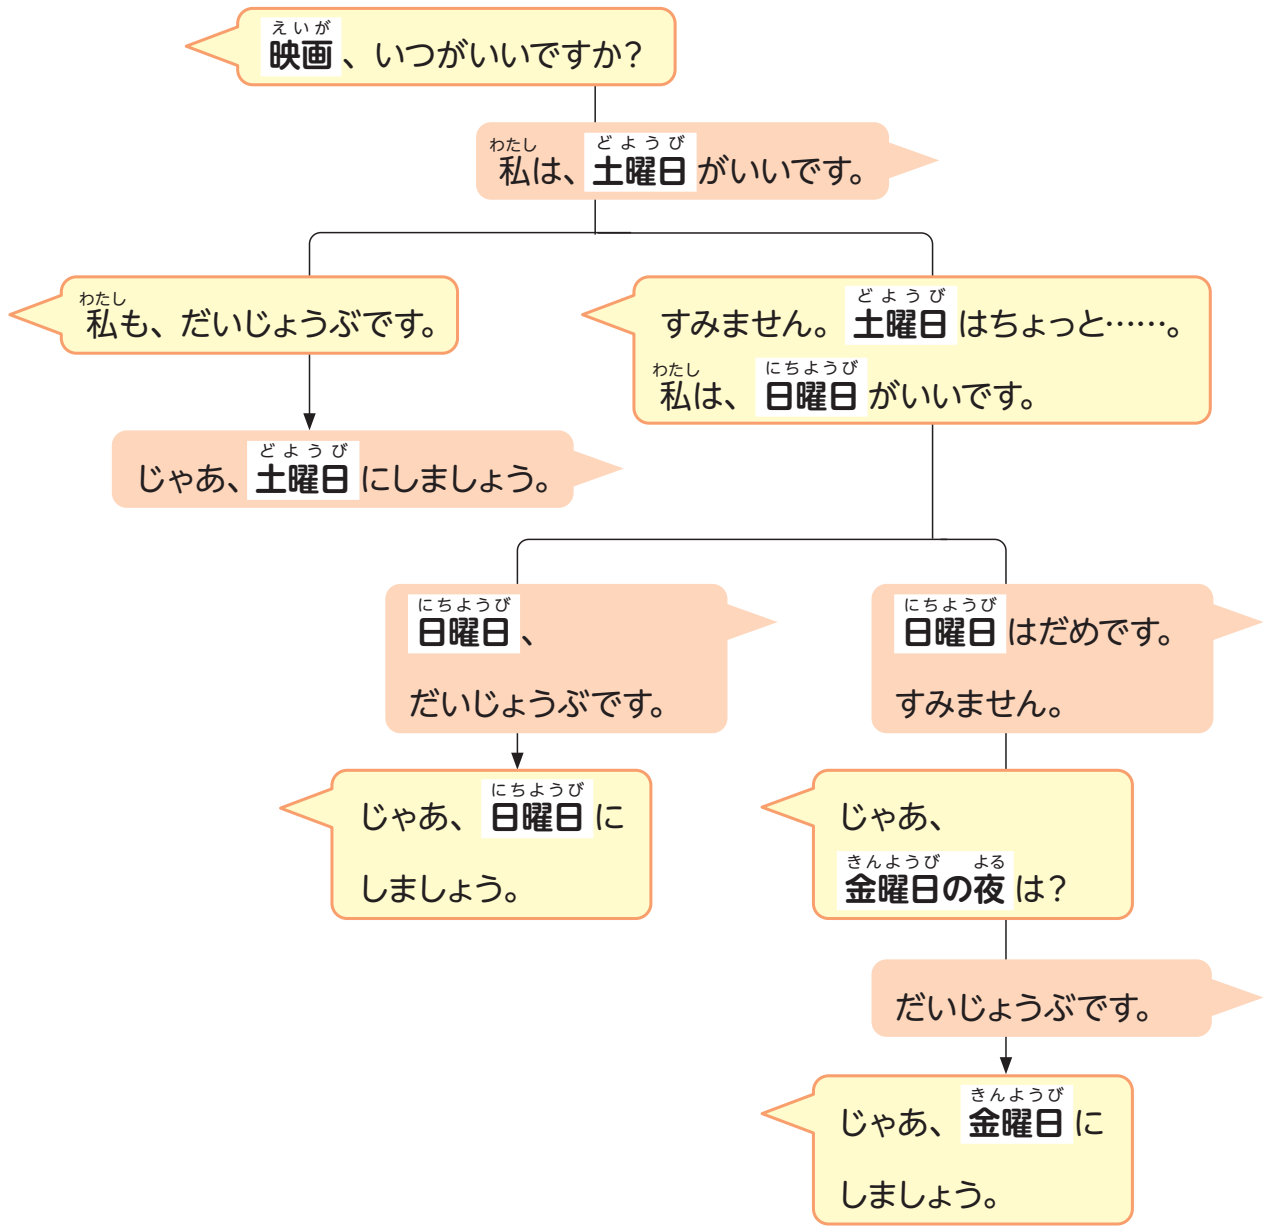 えいが
映画、いつがいいですか？
わたし どようび
私は、土曜日がいいです。
わたし
私も、だいじょうぶです。
どようび
じゃあ、土曜日にしましょう。
どようび
すみません。土曜日はちょっと……。
わたし にちようび
私は、日曜日がいいです。
にちようび
日曜日、
だいじょうぶです。
にちようび
じゃあ、日曜日に
しましょう。
にちようび
日曜日はだめです。
すみません。
じゃあ、
きんようび よる
金曜日の夜は？
だいじょうぶです。
きんようび
じゃあ、金曜日に
しましょう。